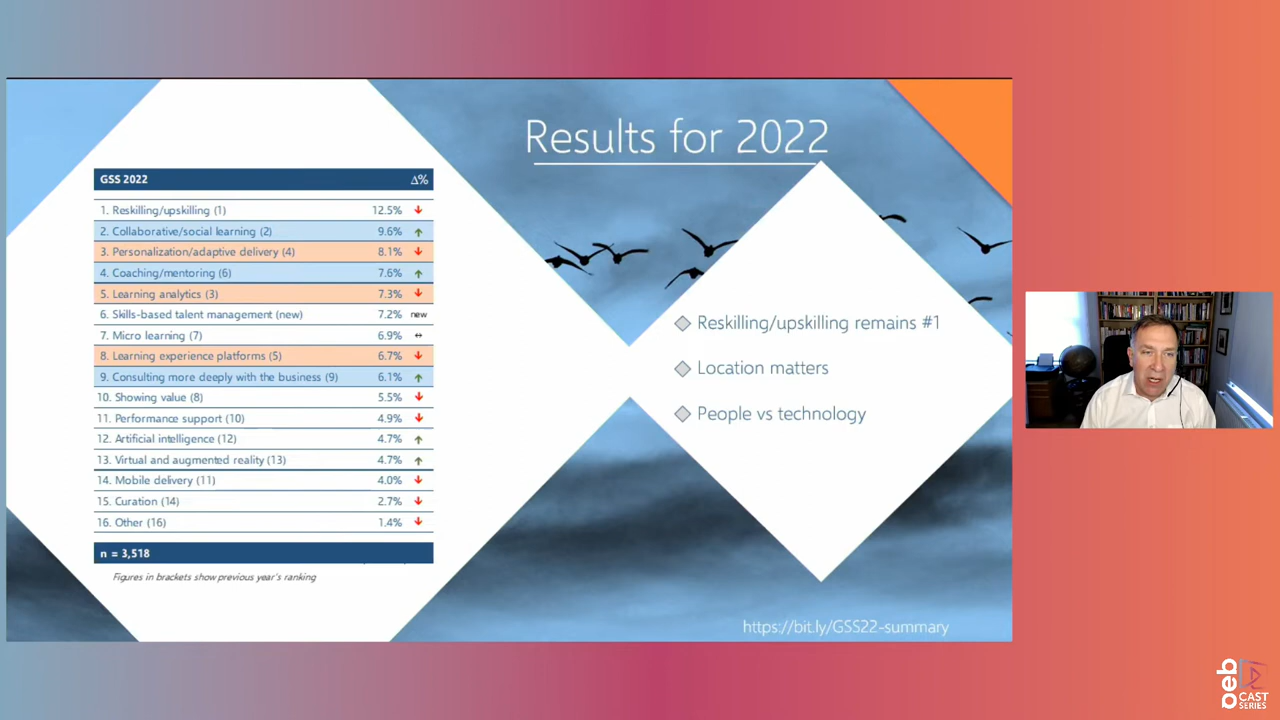 Results for 2022
GSS 2022 Δ%
1. Reskilling/upskilling (1) 12.5% ↓
2. Collaborative/social learning (2) 9.6% ↑
3. Personalization/adaptive delivery (4) 8.1% ↓
4. Coaching/mentoring (6) 7.6% ↑
5. Learning analytics (3) 7.3% ↓
6. Skills-based talent management (new) 7.2% new
7. Micro learning (7) 6.9% ↔
8. Learning experience platforms (5) 6.7% ↓
9. Consulting more deeply with the business (9) 6.1% ↑
10. Showing value (8) 5.5% ↓
11. Performance support (10) 4.9% ↓
12. Artificial intelligence (12) 4.7% ↑
13. Virtual and augmented reality (13) 4.7% ↑
14. Mobile delivery (11) 4.0% ↓
15. Curation (14) 2.7% ↓
16. Other (16) 1.4% ↓
n = 3,518
Figures in brackets show previous year's ranking
Reskilling/upskilling remains #1
Location matters
People vs technology
https://bit.ly/GSS22-summary
oeb
CAST
SERIES